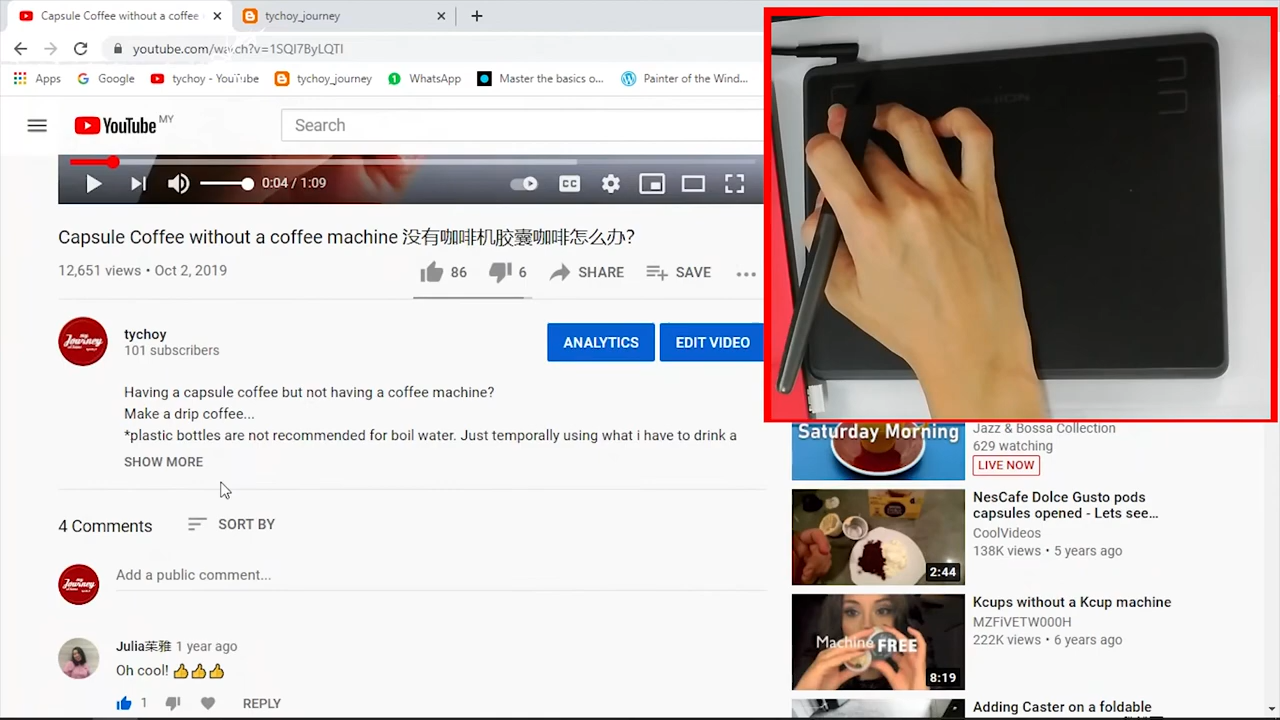 Capsule Coffee without a coffee
tychoy_journey
youtube.com/watch?v=1SQI7ByLQTI
Apps
Google
tychoy - YouTube
tychoy_journey
WhatsApp
Master the basics o...
Painter of the Wind...
YouTube MY
Search
0:04 / 1:09
CC
Capsule Coffee without a coffee machine 没有咖啡机胶囊咖啡怎么办?
12,651 views • Oct 2, 2019
86
6
SHARE
SAVE
my Journey
tychoy
101 subscribers
ANALYTICS
EDIT VIDEO
Having a capsule coffee but not having a coffee machine?
Make a drip coffee...
*plastic bottles are not recommended for boil water. Just temporally using what i have to drink a
SHOW MORE
4 Comments
SORT BY
Add a public comment...
Julia茱雅 1 year ago
Oh cool! 👍👍👍
1
REPLY
Saturday Morning
Jazz & Bossa Collection
629 watching
LIVE NOW
2:44
NesCafe Dolce Gusto pods
capsules opened - Lets see...
CoolVideos
138K views • 5 years ago
Machine FREE
8:19
Kcups without a Kcup machine
MZFiVETW000H
222K views • 6 years ago
Adding Caster on a foldable